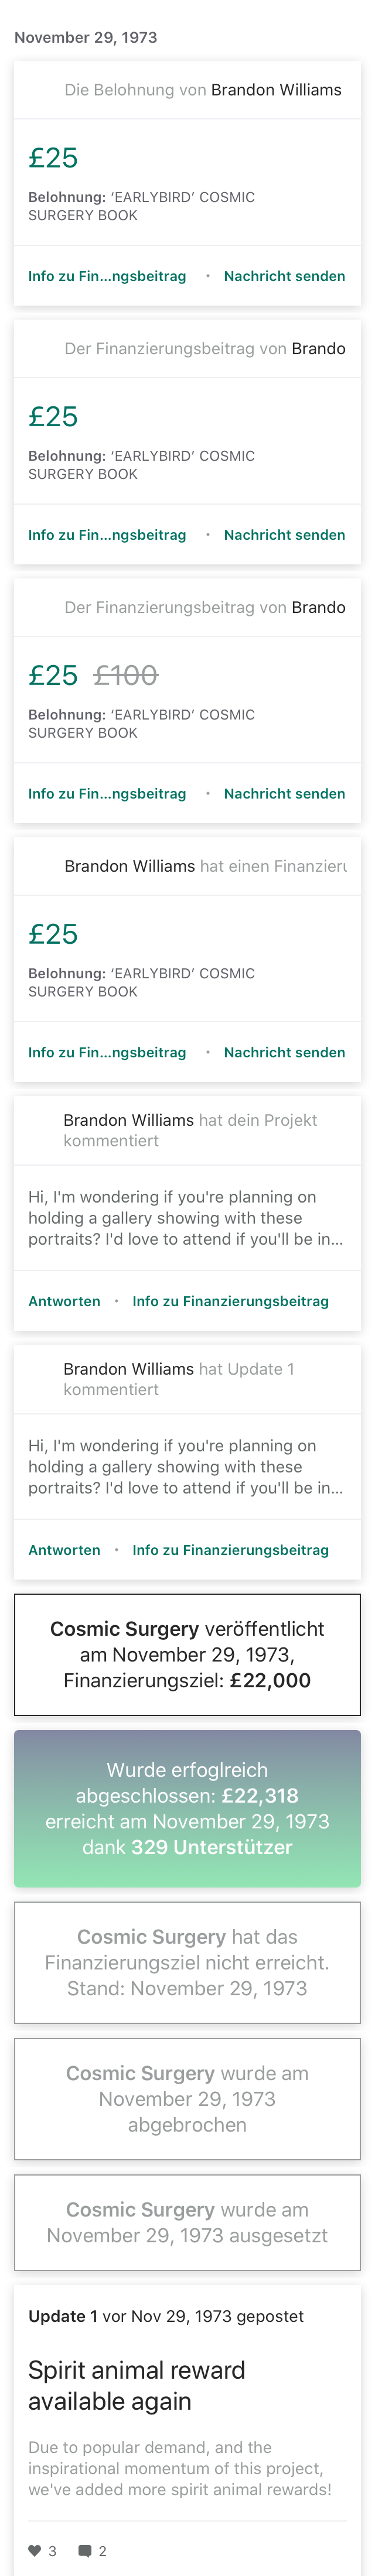 November 29, 1973
Die Belohnung von Brandon Williams
£25
Belohnung: ‘EARLYBIRD’ COSMIC
SURGERY BOOK
Info zu Fin...ngsbeitrag • Nachricht senden
Der Finanzierungsbeitrag von Brando
£25
Belohnung: ‘EARLYBIRD’ COSMIC
SURGERY BOOK
Info zu Fin...ngsbeitrag • Nachricht senden
Der Finanzierungsbeitrag von Brando
£25 £100
Belohnung: ‘EARLYBIRD’ COSMIC
SURGERY BOOK
Info zu Fin...ngsbeitrag • Nachricht senden
Brandon Williams hat einen Finanzieru
£25
Belohnung: ‘EARLYBIRD’ COSMIC
SURGERY BOOK
Info zu Fin...ngsbeitrag • Nachricht senden
Brandon Williams hat dein Projekt
kommentiert
Hi, I'm wondering if you're planning on
holding a gallery showing with these
portraits? I'd love to attend if you'll be in...
Antworten • Info zu Finanzierungsbeitrag
Brandon Williams hat Update 1
kommentiert
Hi, I'm wondering if you're planning on
holding a gallery showing with these
portraits? I'd love to attend if you'll be in...
Antworten • Info zu Finanzierungsbeitrag
Cosmic Surgery veröffentlicht
am November 29, 1973,
Finanzierungsziel: £22,000
Wurde erfoglreich
abgeschlossen: £22,318
erreicht am November 29, 1973
dank 329 Unterstützer
Cosmic Surgery hat das
Finanzierungsziel nicht erreicht.
Stand: November 29, 1973
Cosmic Surgery wurde am
November 29, 1973
abgebrochen
Cosmic Surgery wurde am
November 29, 1973 ausgesetzt
Update 1 vor Nov 29, 1973 gepostet
Spirit animal reward
available again
Due to popular demand, and the
inspirational momentum of this project,
we've added more spirit animal rewards!
3 2